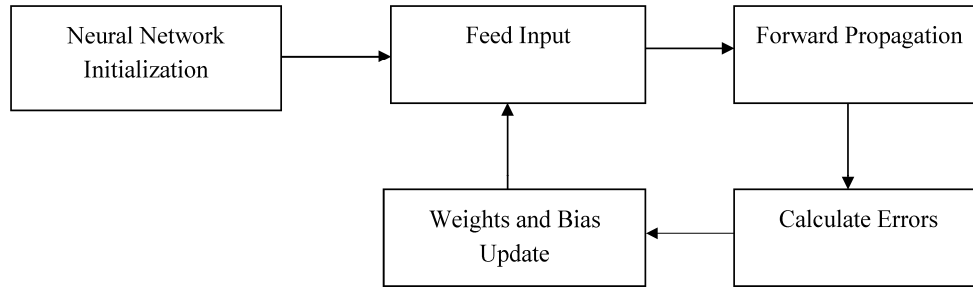 Neural Network
Initialization
Feed Input
Forward Propagation
Weights and Bias
Update
Calculate Errors